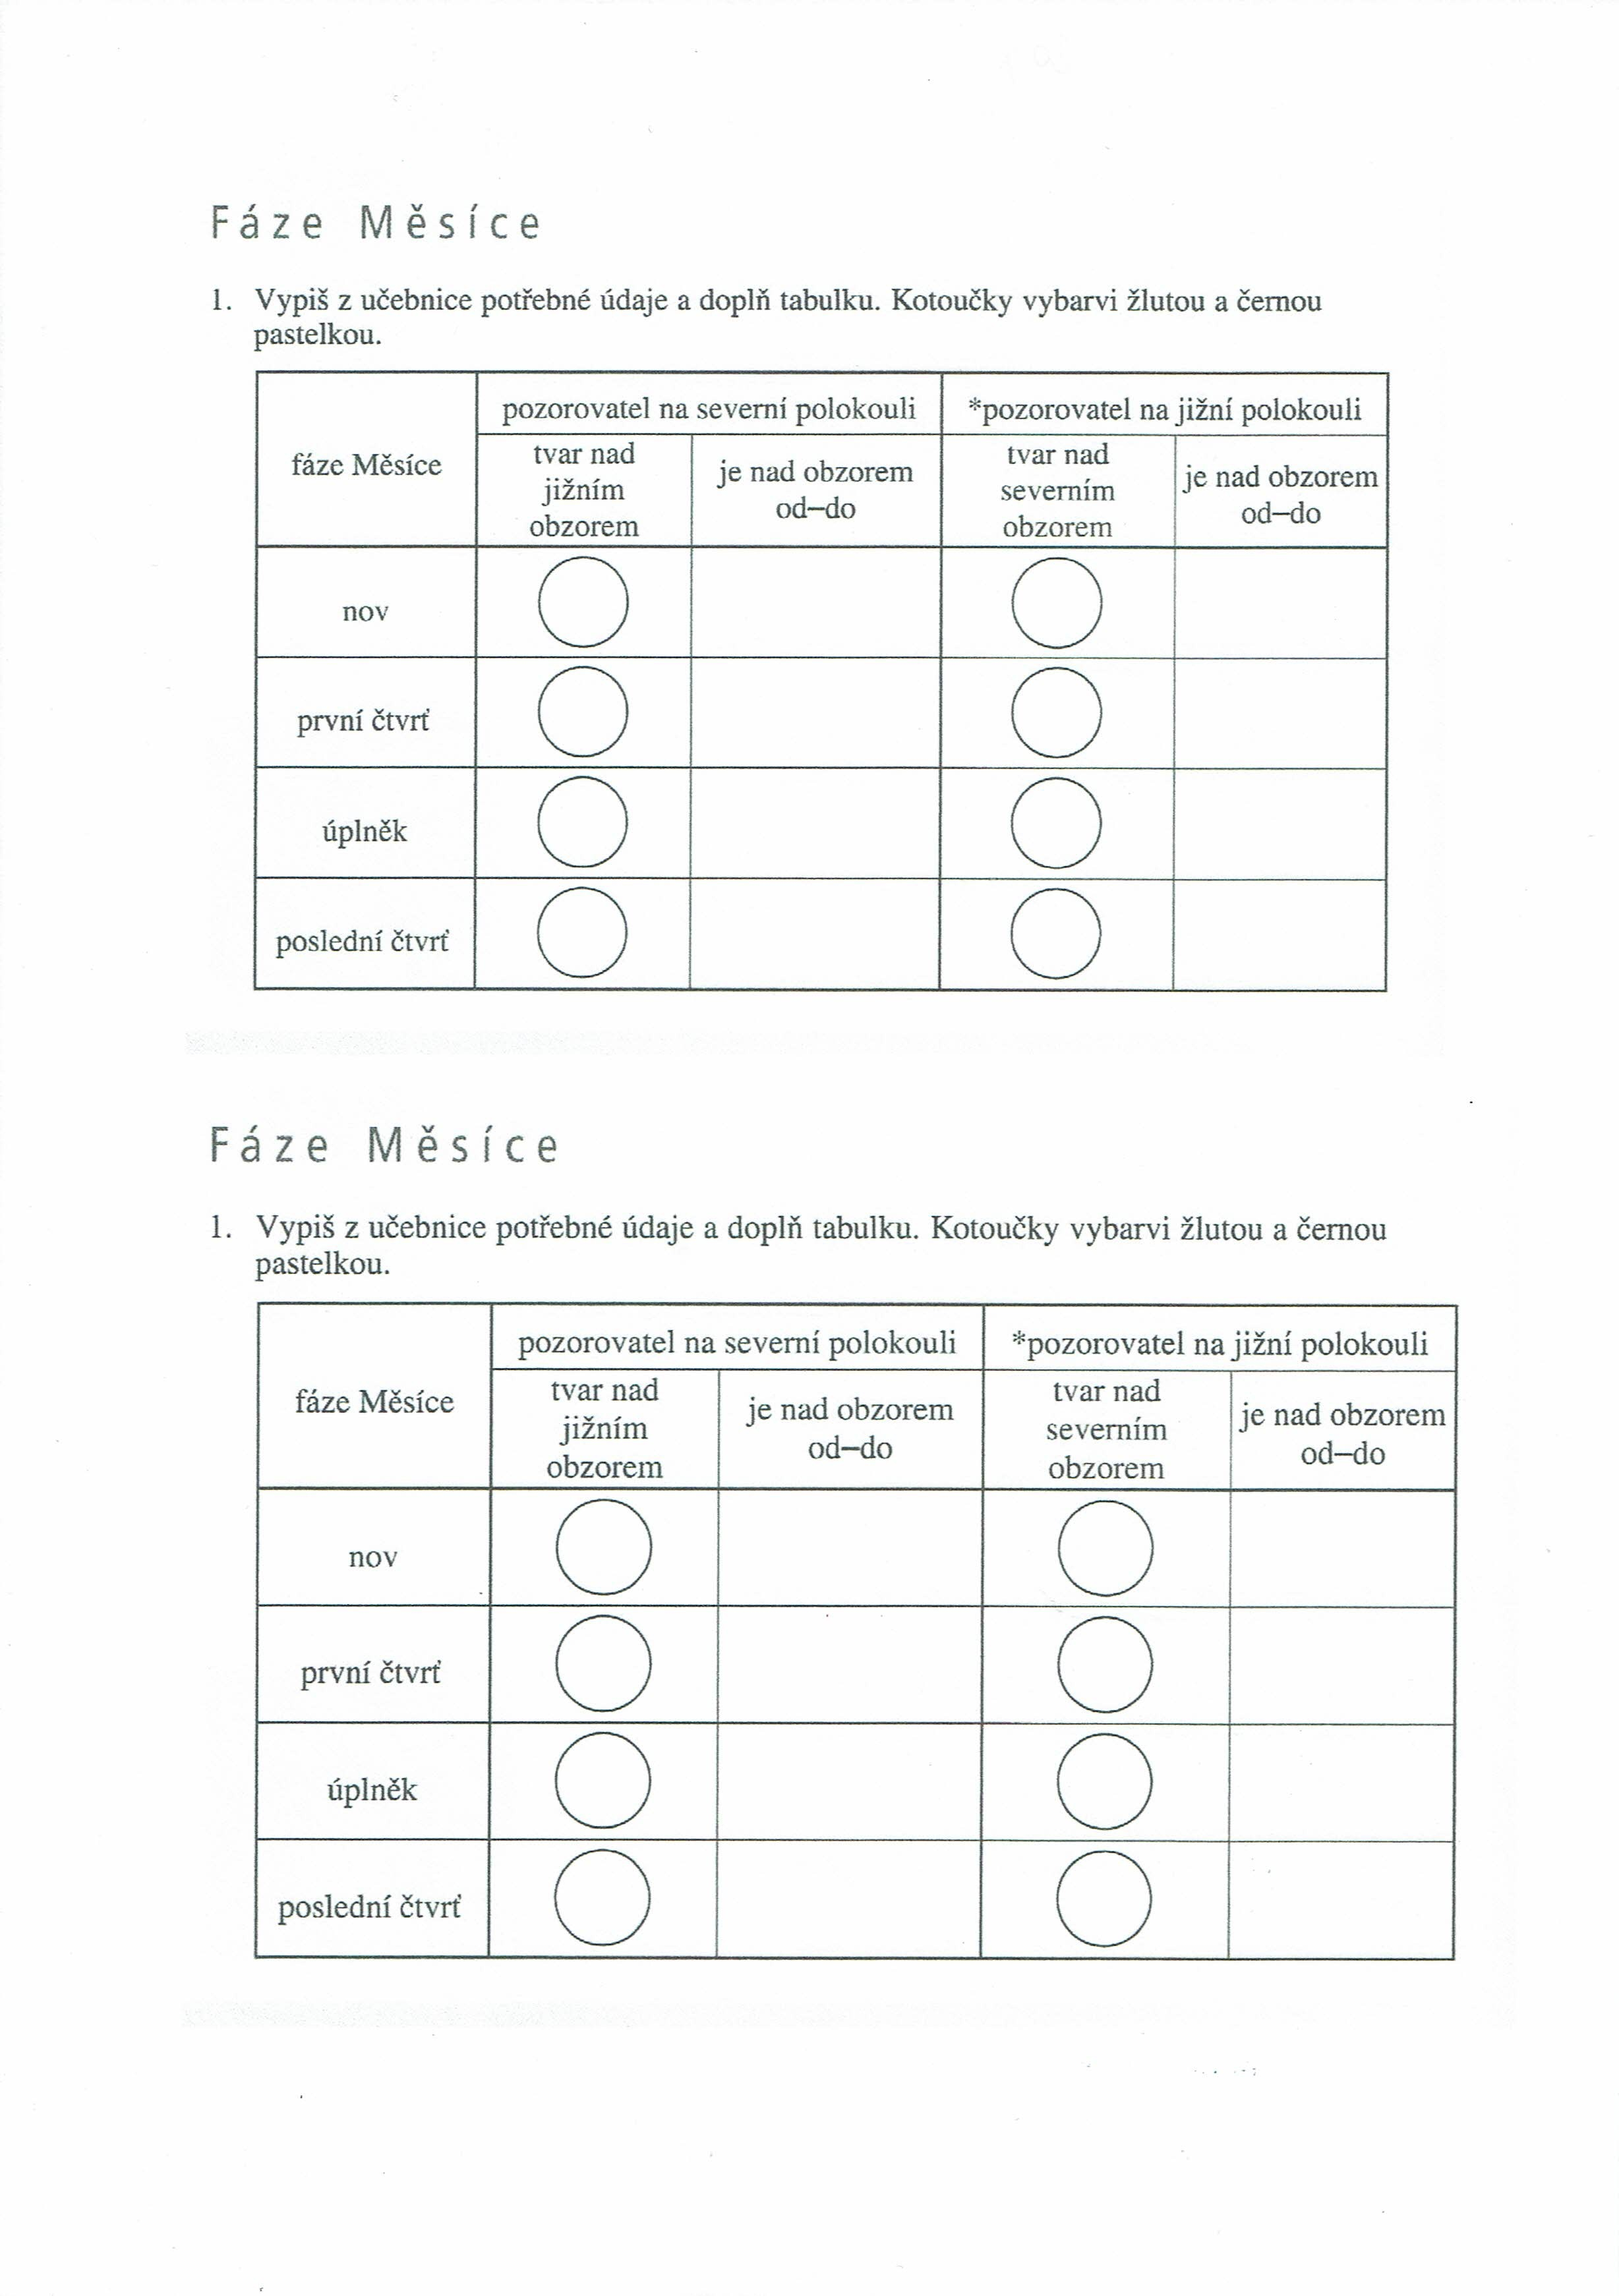 Fáze Měsíce
1. Vypiš z učebnice potřebné údaje a doplň tabulku. Kotoučky vybarvi žlutou a černou
pastelkou.
fáze Měsíce
pozorovatel na severní polokouli
*pozorovatel na jižní polokouli
tvar nad
jižním
obzorem
je nad obzorem
od–do
tvar nad
severním
obzorem
je nad obzorem
od–do
nov
první čtvrť
úplněk
poslední čtvrť
Fáze Měsíce
1. Vypiš z učebnice potřebné údaje a doplň tabulku. Kotoučky vybarvi žlutou a černou
pastelkou.
fáze Měsíce
pozorovatel na severní polokouli
*pozorovatel na jižní polokouli
tvar nad
jižním
obzorem
je nad obzorem
od–do
tvar nad
severním
obzorem
je nad obzorem
od–do
nov
první čtvrť
úplněk
poslední čtvrť